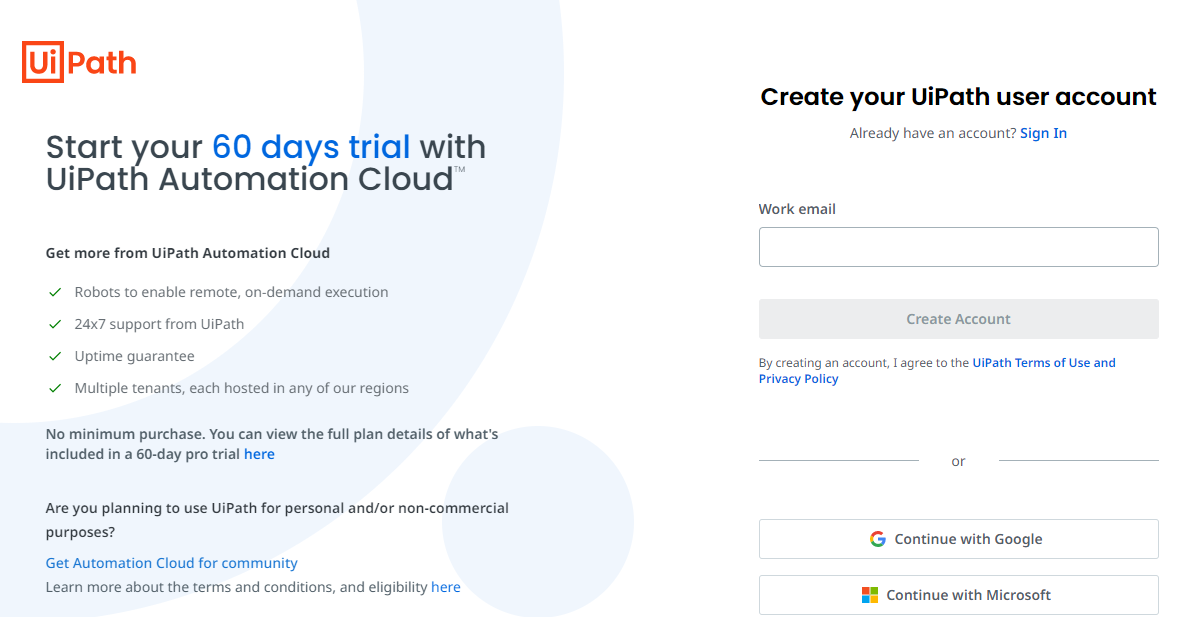 UiPath
Start your 60 days trial with
UiPath Automation Cloud™
Get more from UiPath Automation Cloud
Robots to enable remote, on-demand execution
24x7 support from UiPath
Uptime guarantee
Multiple tenants, each hosted in any of our regions
No minimum purchase. You can view the full plan details of what's
included in a 60-day pro trial here
Are you planning to use UiPath for personal and/or non-commercial
purposes?
Get Automation Cloud for community
Learn more about the terms and conditions, and eligibility here
Create your UiPath user account
Already have an account? Sign In
Work email
Create Account
By creating an account, I agree to the UiPath Terms of Use and
Privacy Policy
or
Continue with Google
Continue with Microsoft